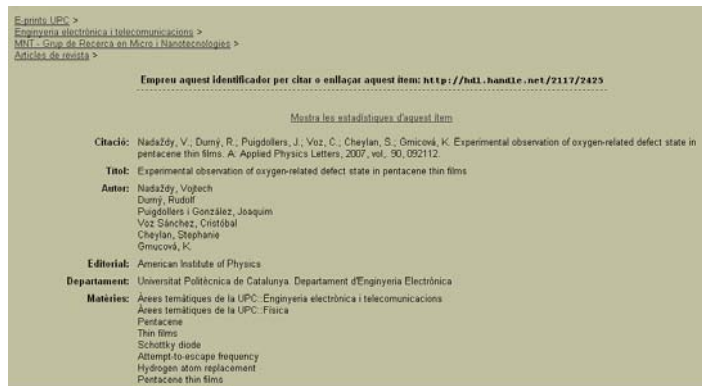 E-prints UPC >
Enginyeria electrònica i telecomunicacions >
MNT - Grup de Recerca en Micro i Nanotecnologies >
Articles de revista >
Empreu aquest identificador per citar o enllaçar aquest ítem: http://hdl.handle.net/2117/2425
Mostra les estadístiques d'aquest ítem
Citació: Nadaždy, V.; Durný, R.; Puigdollers, J.; Voz, C.; Cheylan, S.; Gmicová, K. Experimental observation of oxygen-related defect state in
pentacene thin films. A: Applied Physics Letters, 2007, vol,. 90, 092112.
Títol: Experimental observation of oxygen-related defect state in pentacene thin films
Autor: Nadaždy, Vojtech
Durný, Rudolf
Puigdollers i González, Joaquim
Voz Sánchez, Cristóbal
Cheylan, Stephanie
Gmucová, K.
Editorial: American Institute of Physics
Departament: Universitat Politècnica de Catalunya. Departament d'Enginyeria Electrònica
Matèries: Àrees temàtiques de la UPC::Enginyeria electrònica i telecomunicacions
Àrees temàtiques de la UPC::Física
Pentacene
Thin films
Schottky diode
Attempt-to-escape frequency
Hydrogen atom replacement
Pentacene thin films